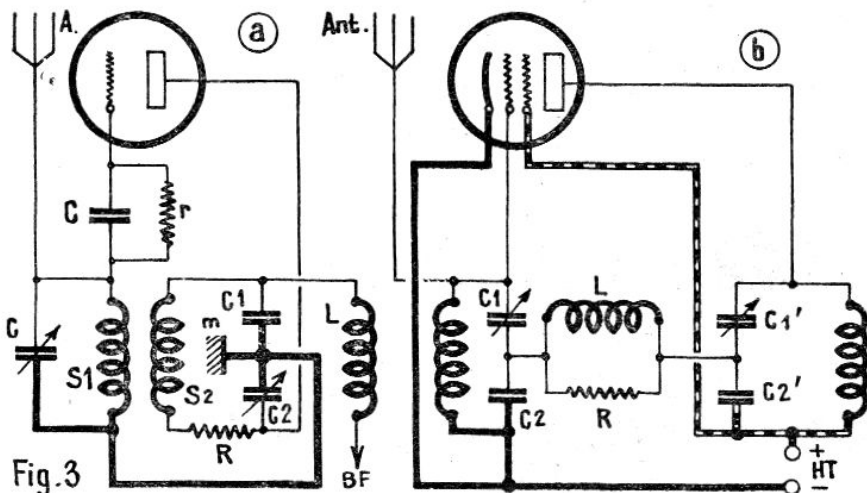 A.
a
C
r
C
S1
m
S2
C1
C2
L
R
BF
Fig.3
Ant.
b
C1
L
C2
R
C1'
C2'
+
HT
-